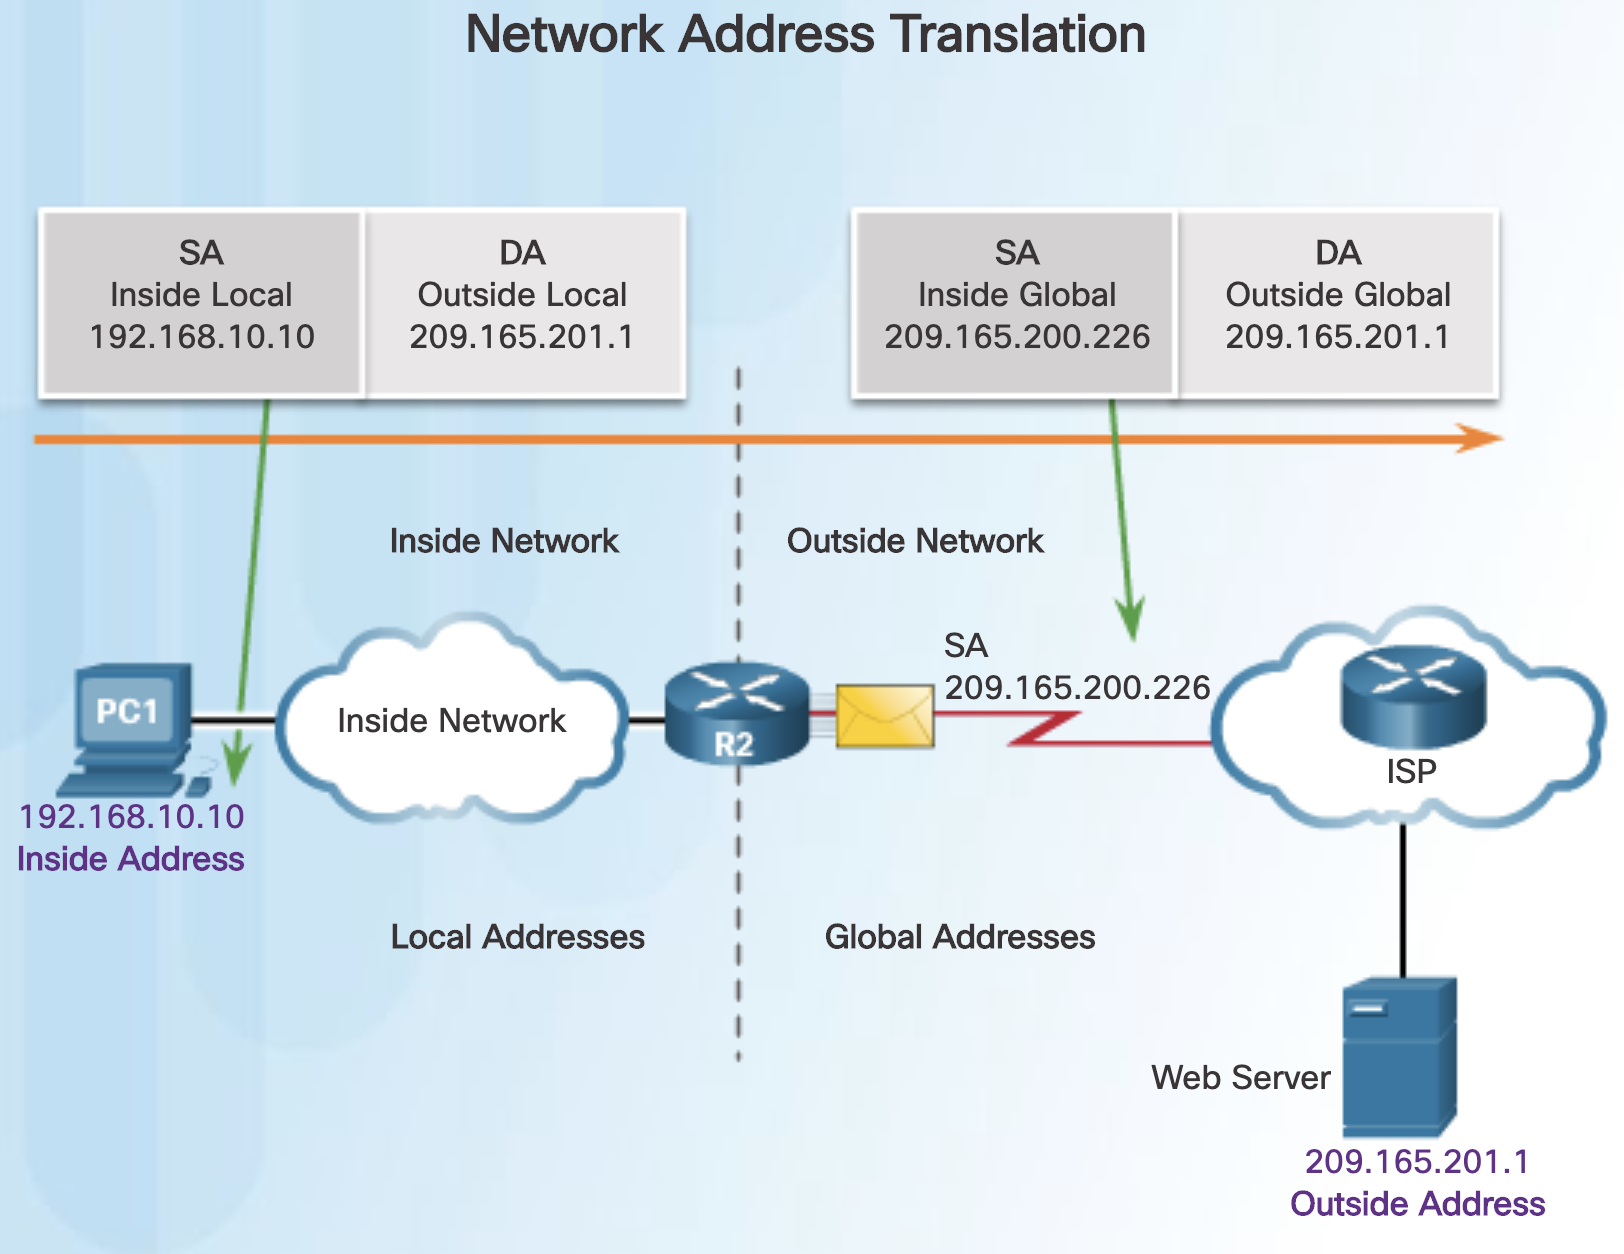 Network Address Translation
SA
Inside Local
192.168.10.10
DA
Outside Local
209.165.201.1
SA
Inside Global
209.165.200.226
DA
Outside Global
209.165.201.1
Inside Network
Outside Network
PC1
192.168.10.10
Inside Address
Inside Network
R2
SA
209.165.200.226
ISP
Local Addresses
Global Addresses
Web Server
209.165.201.1
Outside Address